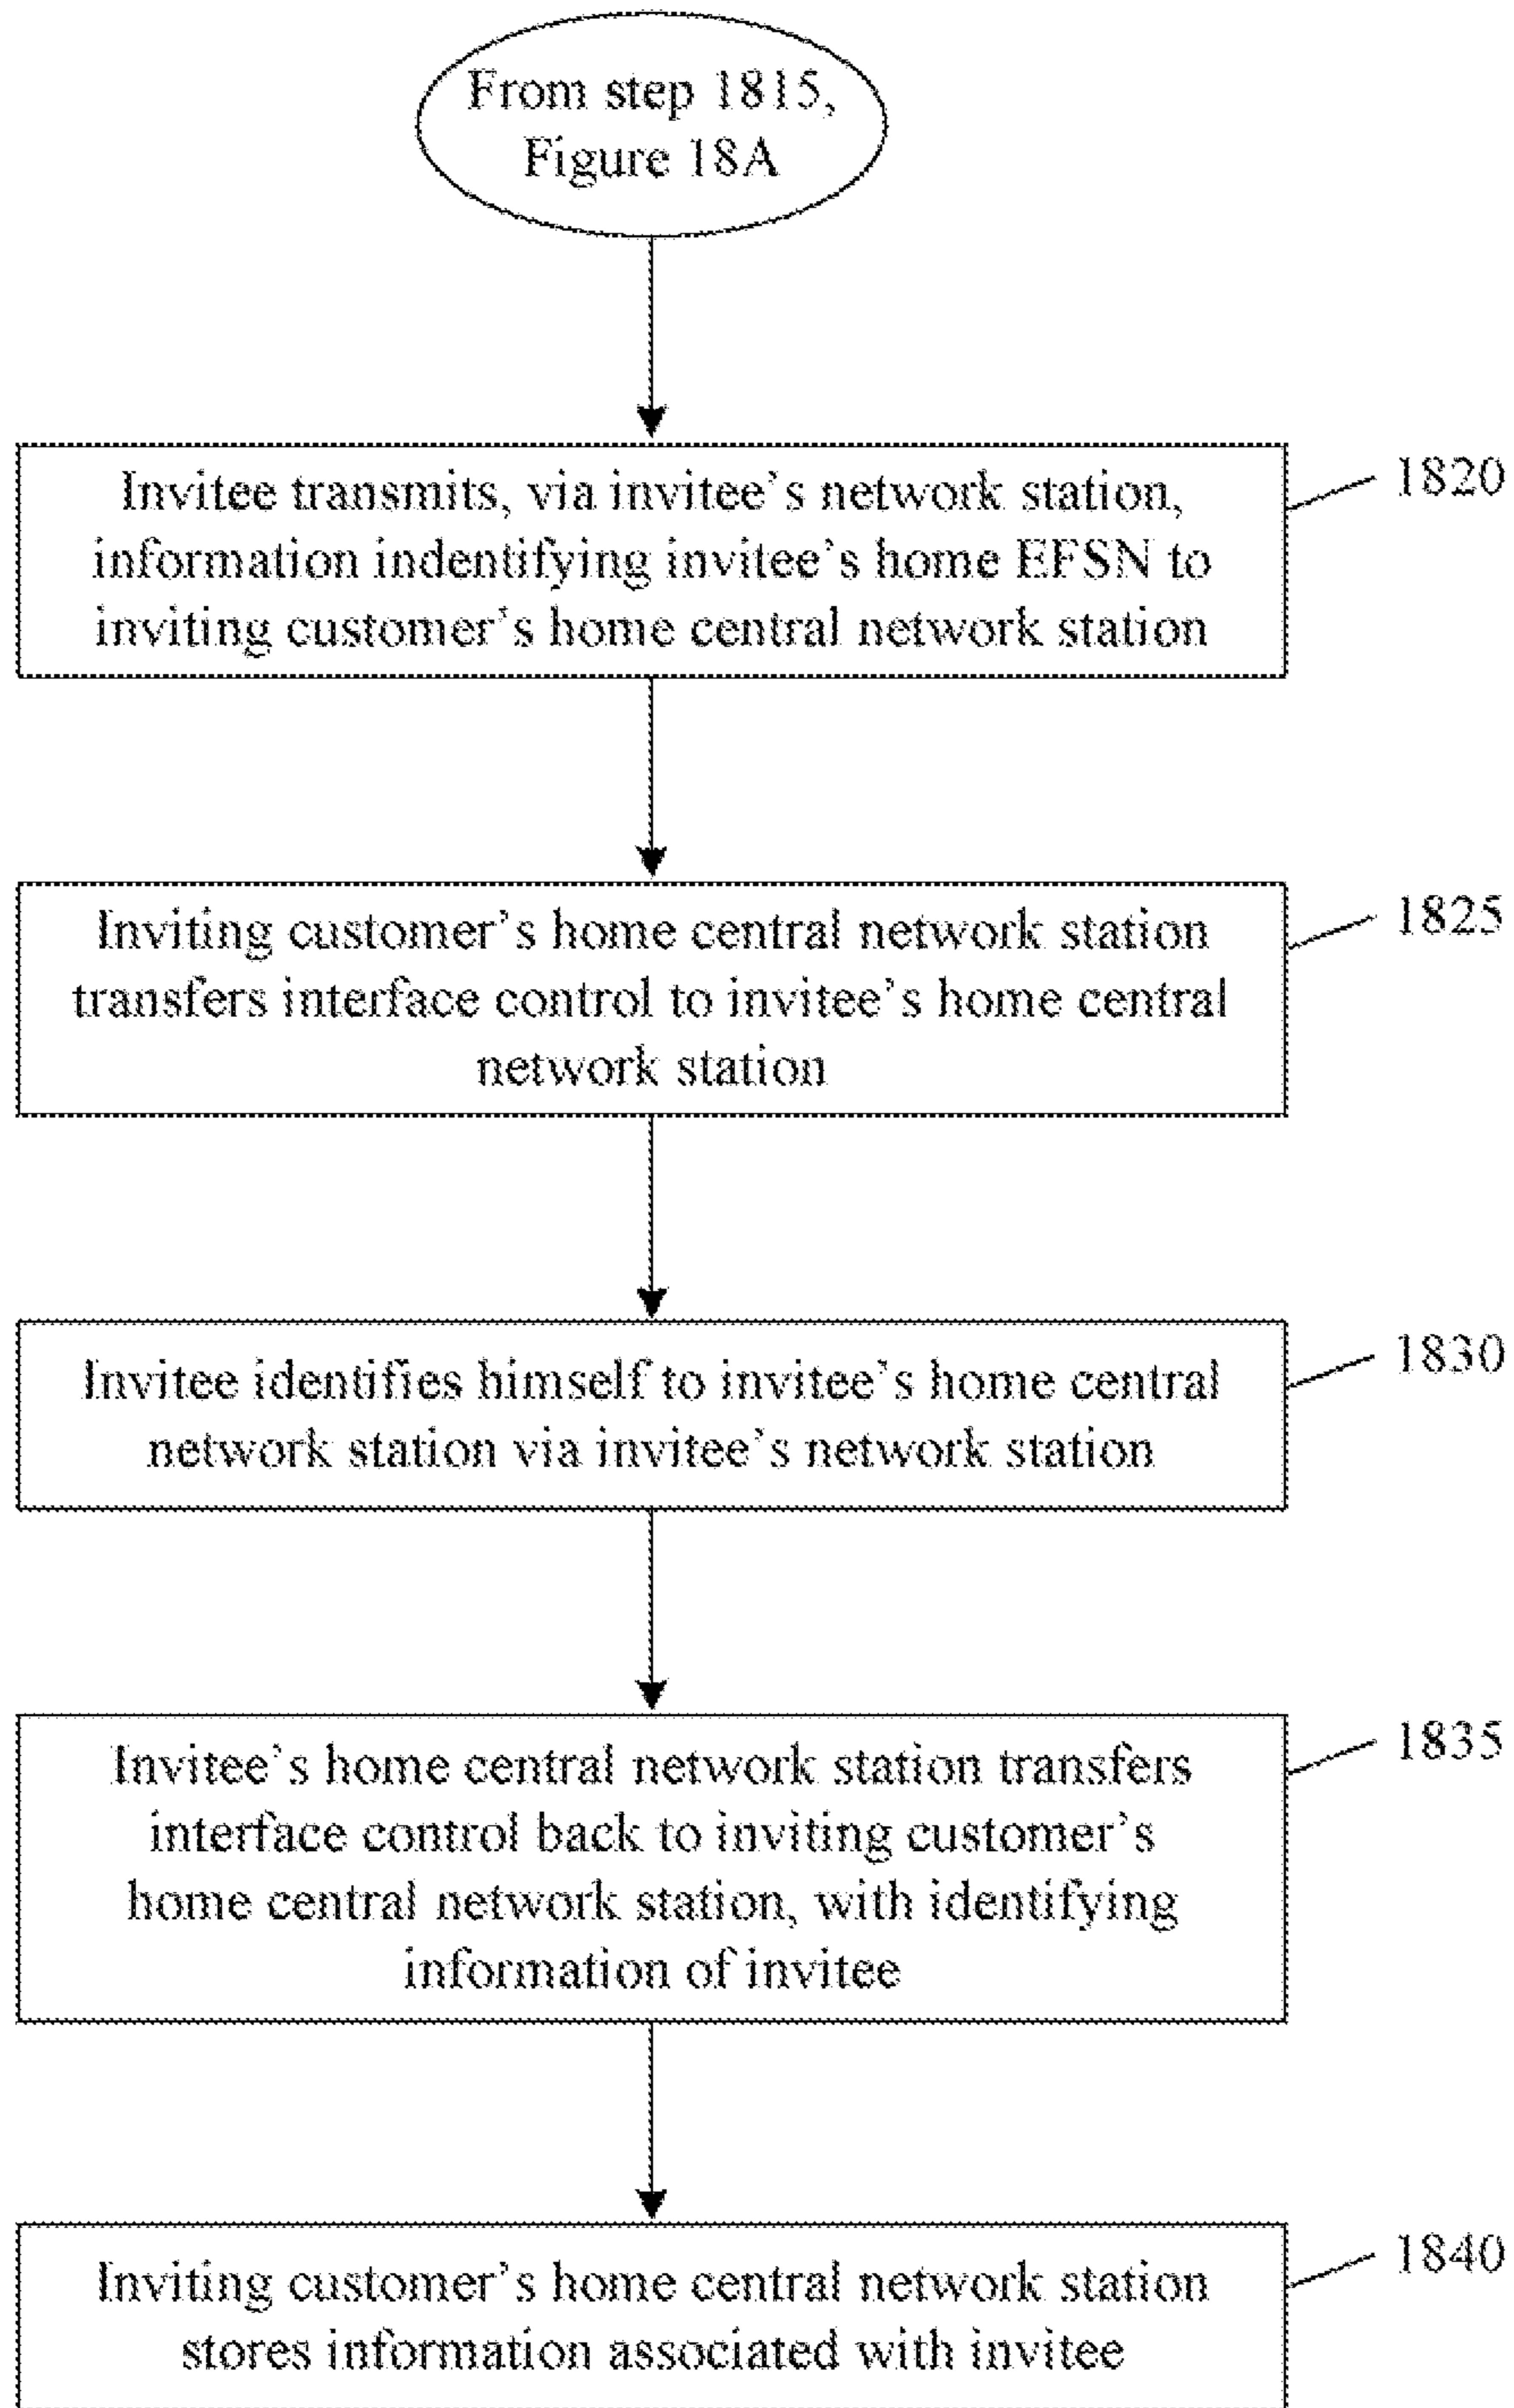 From step 1815,
Figure 18A
Invitee transmits, via invitee's network station,
information indentifying invitee's home EFSN to
inviting customer's home central network station
1820
Inviting customer's home central network station
transfers interface control to invitee's home central
network station
1825
Invitee identifies himself to invitee's home central
network station via invitee's network station
1830
Invitee's home central network station transfers
interface control back to inviting customer's
home central network station, with identifying
information of invitee
1835
Inviting customer's home central network station
stores information associated with invitee
1840